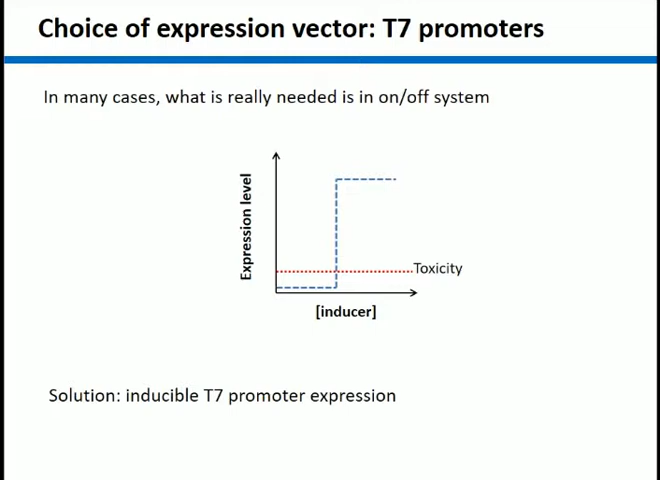 Choice of expression vector: T7 promoters
In many cases, what is really needed is in on/off system
Expression level
Toxicity
[inducer]
Solution: inducible T7 promoter expression